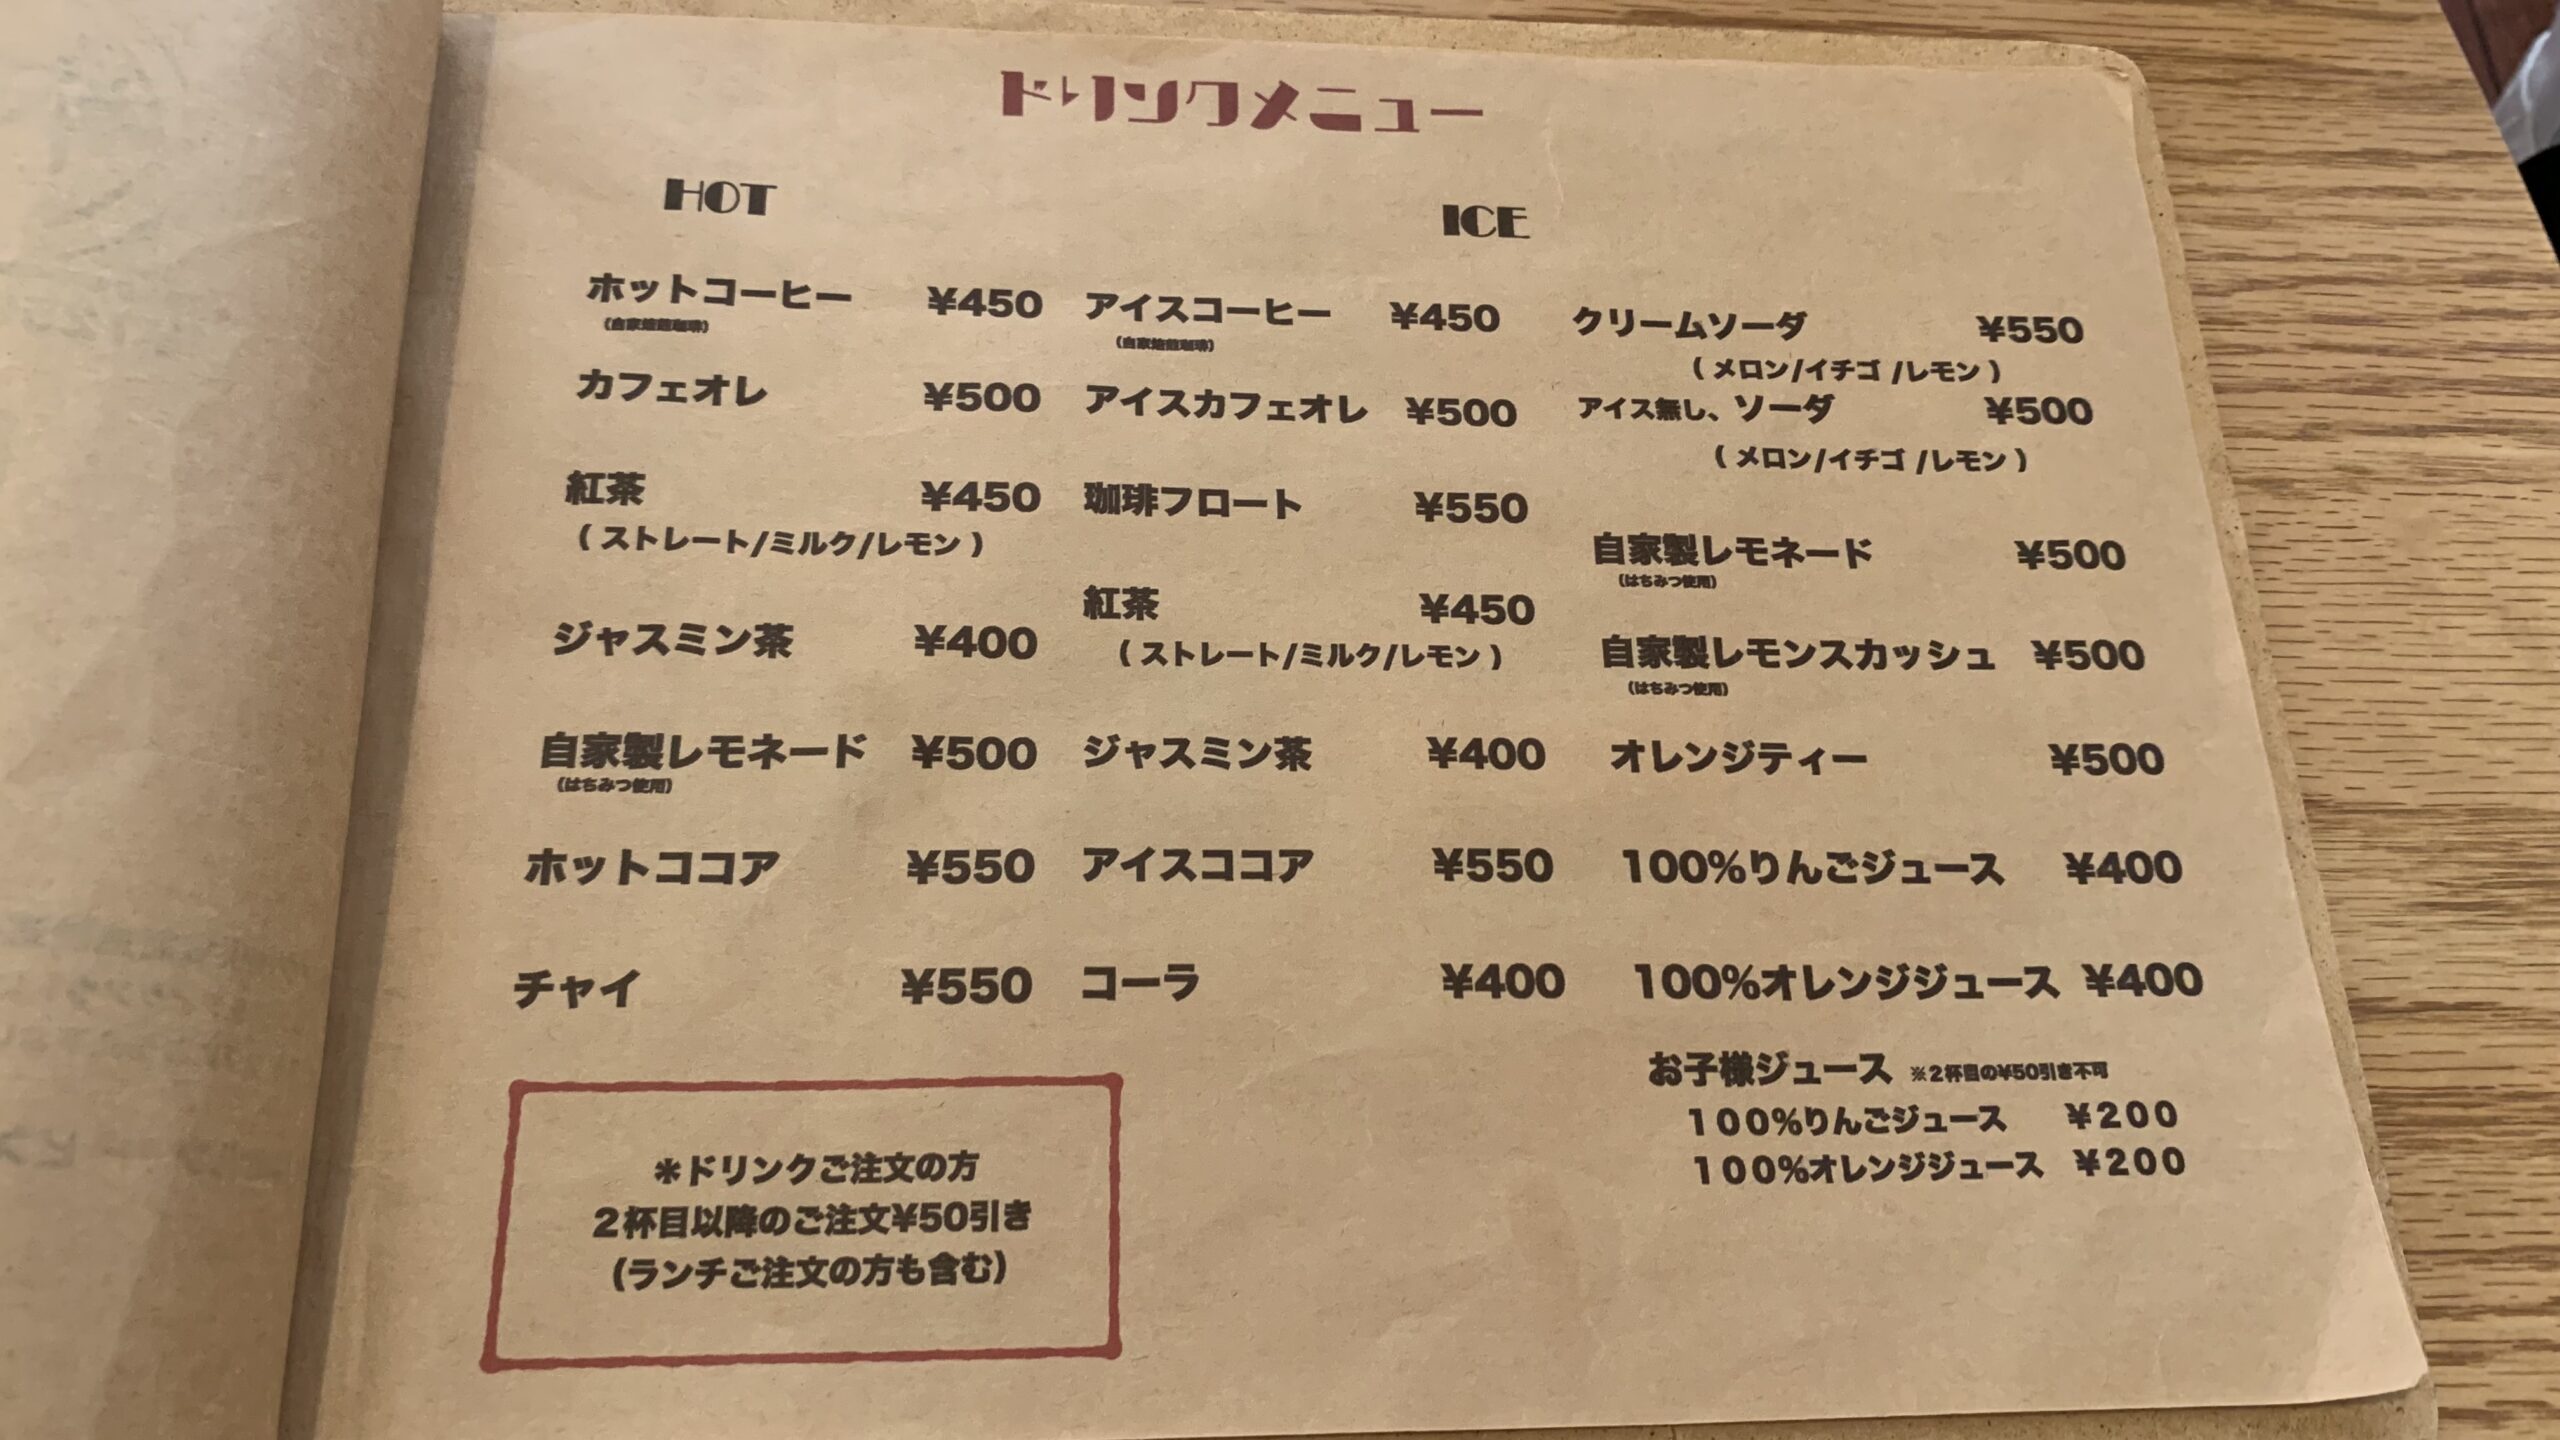 ドリンクメニュー
HOT
ホットコーヒー ¥450
(自家焙煎珈琲)
カフェオレ ¥500
紅茶 ¥450
(ストレート/ミルク/レモン)
ジャスミン茶 ¥400
自家製レモネード ¥500
(はちみつ使用)
ホットココア ¥550
チャイ ¥550
ICE
アイスコーヒー ¥450
(自家焙煎珈琲)
アイスカフェオレ ¥500
珈琲フロート ¥550
紅茶 ¥450
(ストレート/ミルク/レモン)
ジャスミン茶 ¥400
アイスココア ¥550
コーラ ¥400
クリームソーダ ¥550
(メロン/イチゴ/レモン)
アイス無し、ソーダ ¥500
(メロン/イチゴ/レモン)
自家製レモネード ¥500
(はちみつ使用)
自家製レモンスカッシュ ¥500
(はちみつ使用)
オレンジティー ¥500
100%りんごジュース ¥400
100%オレンジジュース ¥400
お子様ジュース ※2杯目の¥50引き不可
100%りんごジュース ¥200
100%オレンジジュース ¥200
＊ドリンクご注文の方
2杯目以降のご注文¥50引き
(ランチご注文の方も含む)